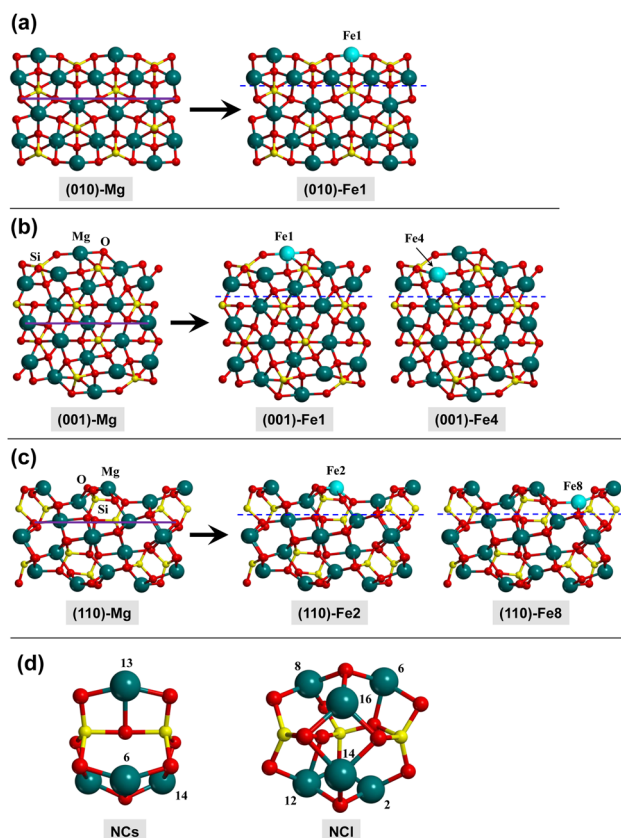 (a)
Fe1
(010)-Mg
(010)-Fe1
(b)
Mg
O
Si
Fe1
Fe4
(001)-Mg
(001)-Fe1
(001)-Fe4
(c)
O
Mg
Si
Fe2
Fe8
(110)-Mg
(110)-Fe2
(110)-Fe8
(d)
13
6
14
8
6
16
14
12
2
NCs
NCl